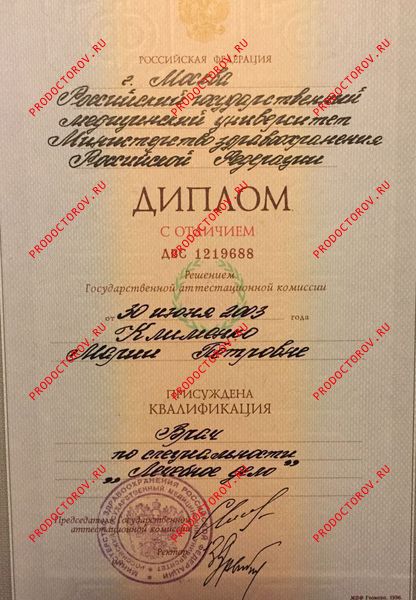 РОССИЙСКАЯ ФЕДЕРАЦИЯ
г. Москва
Российский государственный
медицинский университет
Министерства здравоохранения
Российской Федерации
ДИПЛОМ
С ОТЛИЧИЕМ
ДВС 1219688
Решением
Государственной аттестационной комиссии
от 30 июня 2003 года
Клименко
Марии Петровне
ПРИСУЖДЕНА
КВАЛИФИКАЦИЯ
Врач
по специальности
„Лечебное дело”
Председатель Государственной
аттестационной комиссии
Ректор
PRODOCTOROV.RU